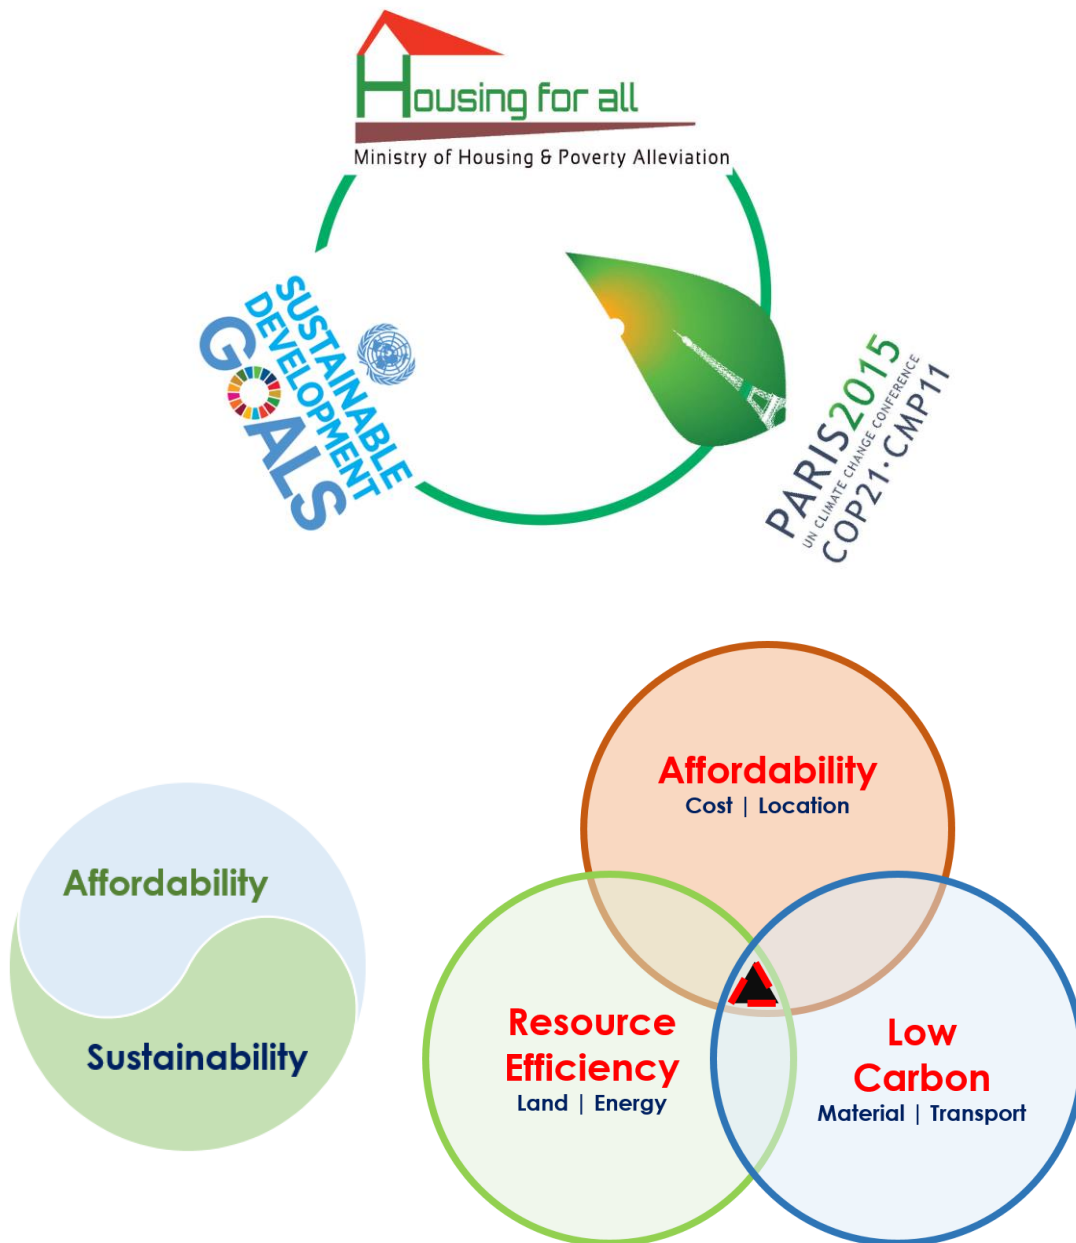 Housing for all
Ministry of Housing & Poverty Alleviation
SUSTAINABLE
DEVELOPMENT
GOALS
PARIS2015
UN CLIMATE CHANGE CONFERENCE
COP21·CMP11
Affordability
Sustainability
Affordability
Cost | Location
Resource
Efficiency
Land | Energy
Low
Carbon
Material | Transport